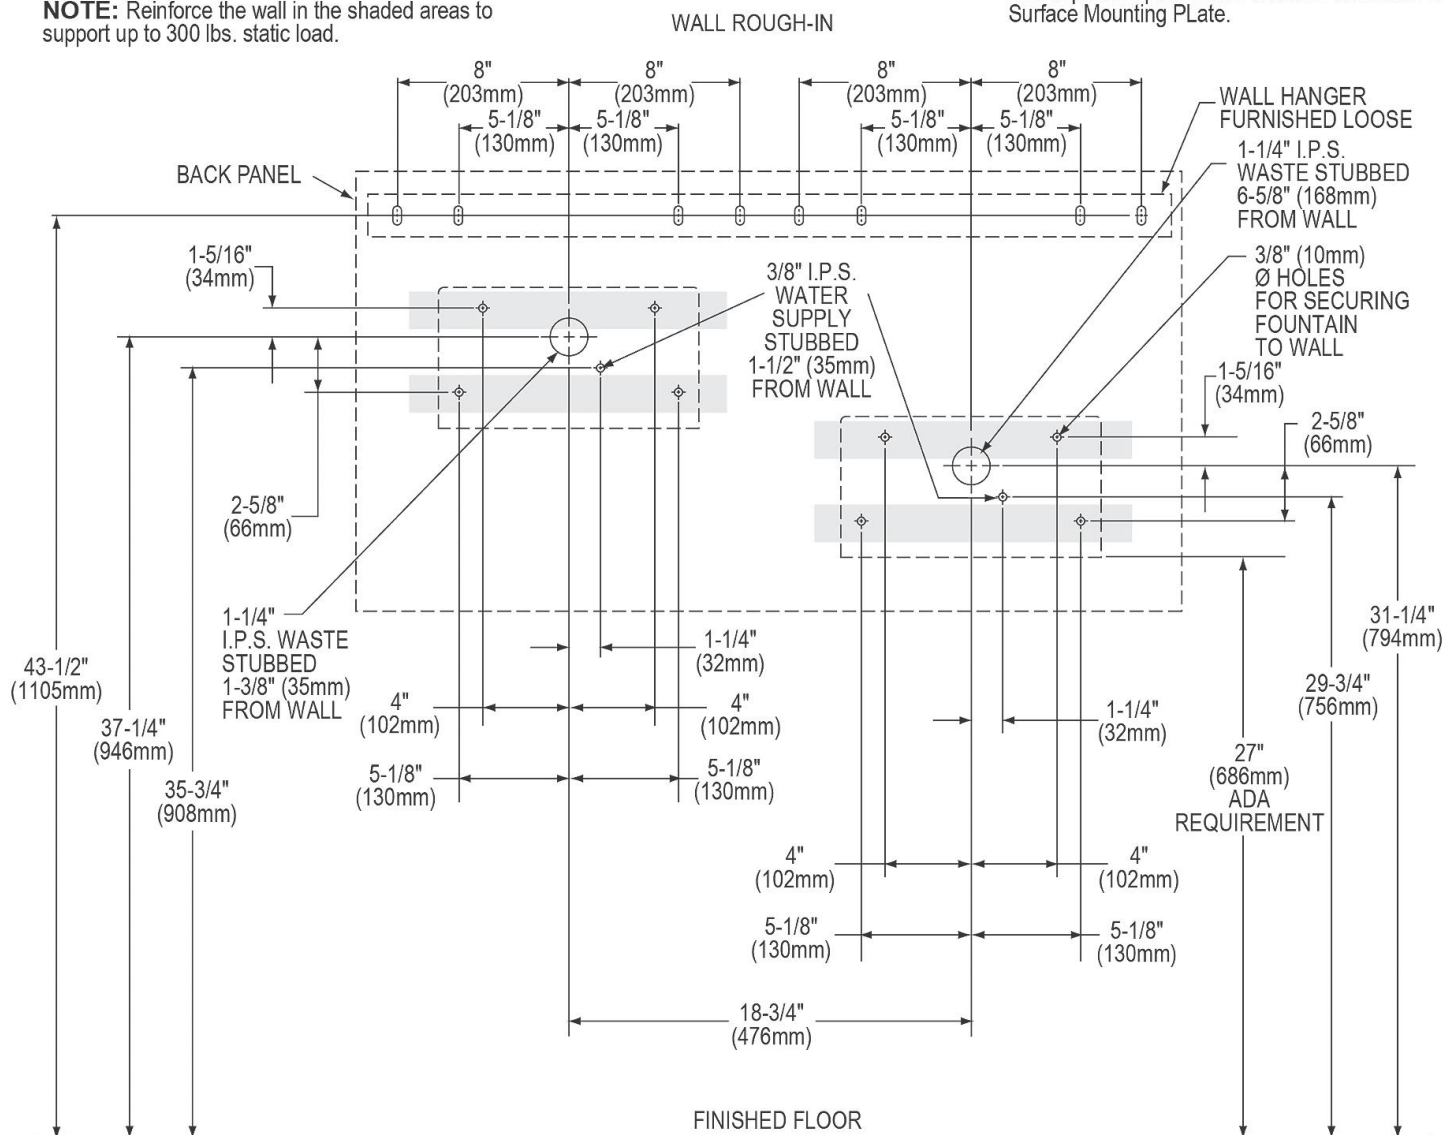 NOTE: Reinforce the wall in the shaded areas to
support up to 300 lbs. static load.
WALL ROUGH-IN
Surface Mounting PLate.
8"
(203mm)
8"
(203mm)
8"
(203mm)
8"
(203mm)
5-1/8"
(130mm)
5-1/8"
(130mm)
5-1/8"
(130mm)
5-1/8"
(130mm)
WALL HANGER
FURNISHED LOOSE
BACK PANEL
1-1/4" I.P.S.
WASTE STUBBED
6-5/8" (168mm)
FROM WALL
1-5/16"
(34mm)
3/8" I.P.S.
WATER
SUPPLY
STUBBED
1-1/2" (35mm)
FROM WALL
3/8" (10mm)
Ø HOLES
FOR SECURING
FOUNTAIN
TO WALL
1-5/16"
(34mm)
2-5/8"
(66mm)
2-5/8"
(66mm)
1-1/4"
I.P.S. WASTE
STUBBED
1-3/8" (35mm)
FROM WALL
1-1/4"
(32mm)
31-1/4"
(794mm)
43-1/2"
(1105mm)
29-3/4"
(756mm)
4"
(102mm)
4"
(102mm)
1-1/4"
(32mm)
37-1/4"
(946mm)
27"
(686mm)
ADA
REQUIREMENT
5-1/8"
(130mm)
5-1/8"
(130mm)
35-3/4"
(908mm)
4"
(102mm)
4"
(102mm)
5-1/8"
(130mm)
5-1/8"
(130mm)
18-3/4"
(476mm)
FINISHED FLOOR